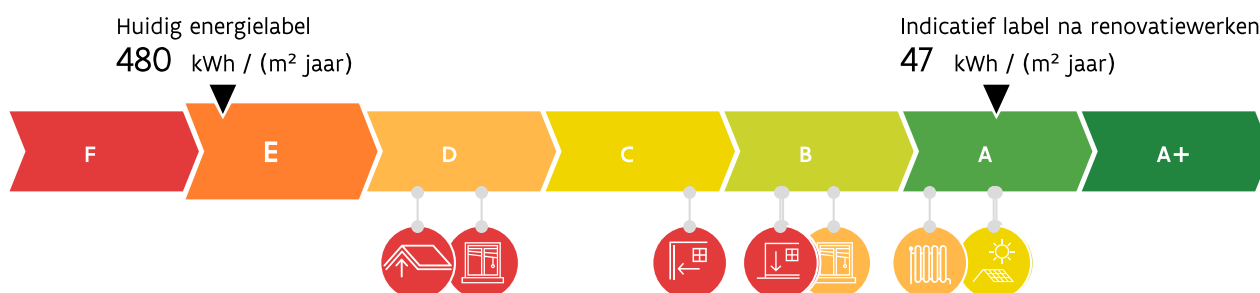 Huidig energielabel
480 kWh / (m² jaar)
Indicatief label na renovatiewerken
47 kWh / (m² jaar)
F E D C B A A+